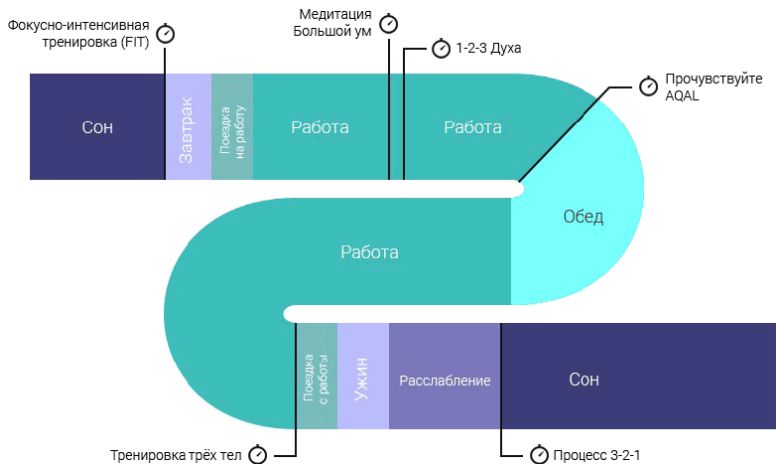 Фокусно-интенсивная
тренировка (FIT)
Медитация
Большой ум
1-2-3 Духа
Прочувствуйте
AQAL
Сон
Завтрак
Поездка
на работу
Работа
Работа
Обед
Работа
Поездка
с работы
Ужин
Расслабление
Сон
Тренировка трёх тел
Процесс 3-2-1